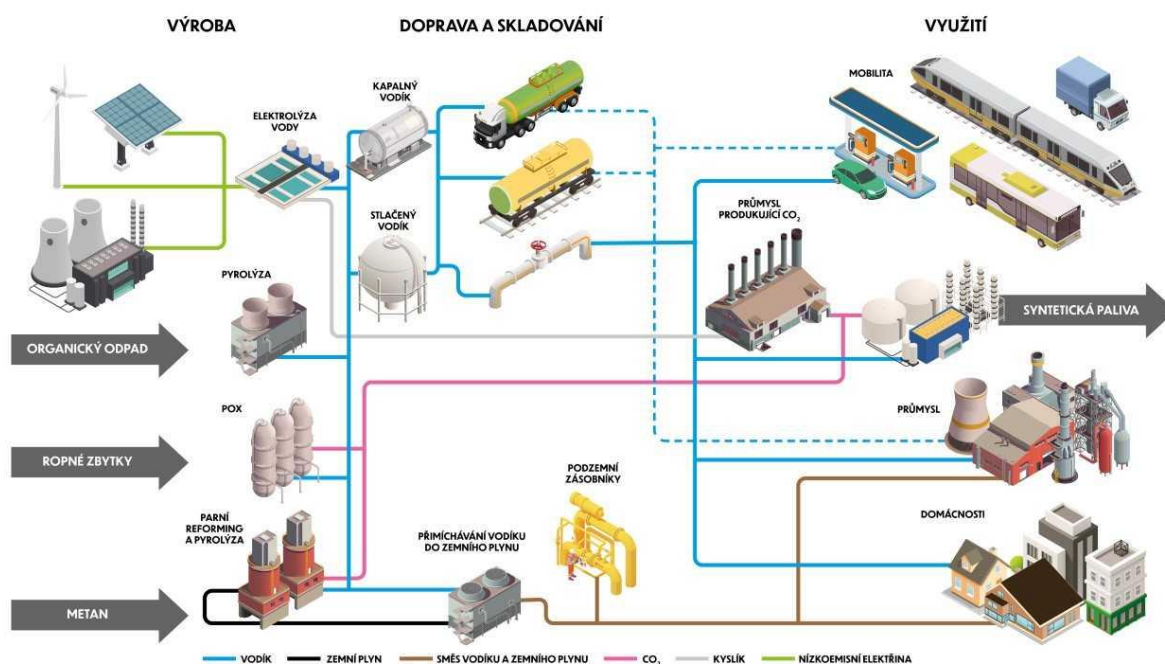 VÝROBA
DOPRAVA A SKLADOVÁNÍ
VYUŽITÍ
KAPALNÝ
VODÍK
MOBILITA
ELEKTROLÝZA
VODY
STLAČENÝ
VODÍK
PRŮMYSL
PRODUKUJÍCÍ CO₂
PYROLÝZA
SYNTETICKÁ PALIVA
ORGANICKÝ ODPAD
PRŮMYSL
POX
ROPNÉ ZBYTKY
PODZEMNÍ
ZÁSOBNÍKY
PARNÍ
REFORMING
A PYROLÝZA
PŘIMÍCHÁVÁNÍ VODÍKU
DO ZEMNÍHO PLYNU
DOMÁCNOSTI
METAN
VODÍK
ZEMNÍ PLYN
SMĚS VODÍKU A ZEMNÍHO PLYNU
CO₂
KYSLÍK
NÍZKOEMISNÍ ELEKTŘINA